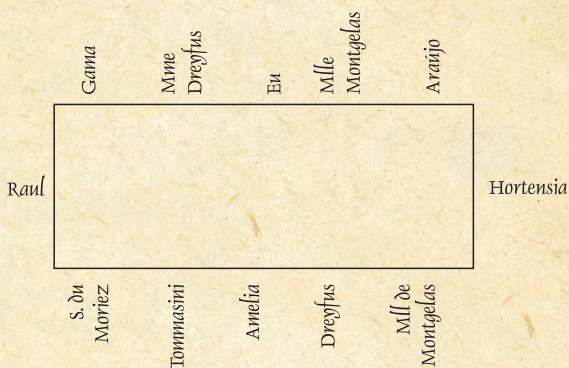 Gama
Mme
Dreyfus
Eu
Mlle
Montgelas
Araújo
Raul
Hortensia
S. du
Moriez
Tommasini
Amelia
Dreyfus
Mll de
Montgelas